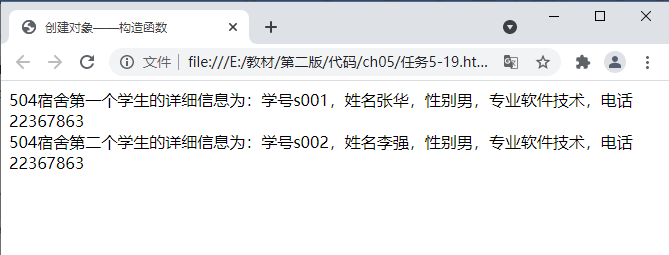 创建对象——构造函数
文件 file:///E:/教材/第二版/代码/ch05/任务5-19.ht...
504宿舍第一个学生的详细信息为：学号s001，姓名张华，性别男，专业软件技术，电话
22367863
504宿舍第二个学生的详细信息为：学号s002，姓名李强，性别男，专业软件技术，电话
22367863